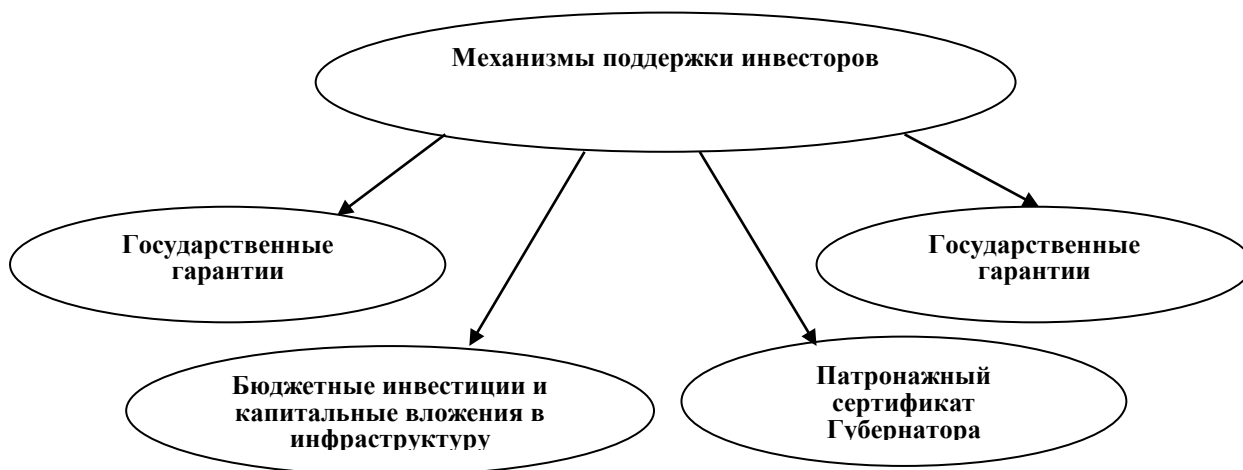 Механизмы поддержки инвесторов
Государственные
гарантии
Государственные
гарантии
Бюджетные инвестиции и
капитальные вложения в
инфраструктуру
Патронажный
сертификат
Губернатора